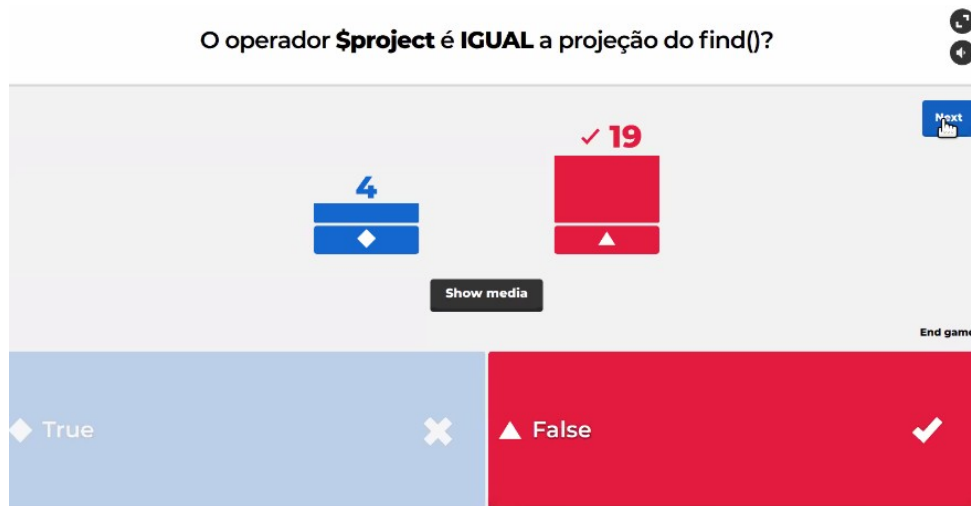 O operador $project é IGUAL a projeção do find()?
Next
4
19
Show media
End game
True
False